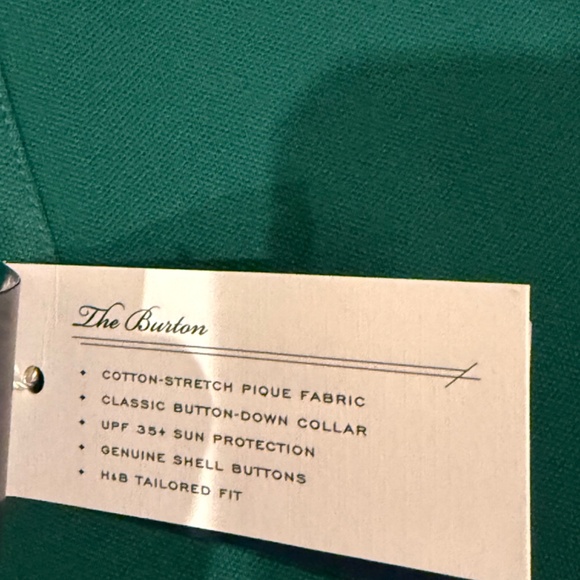 The Burton
COTTON-STRETCH PIQUE FABRIC
CLASSIC BUTTON-DOWN COLLAR
UPF 35+ SUN PROTECTION
GENUINE SHELL BUTTONS
H&B TAILORED FIT